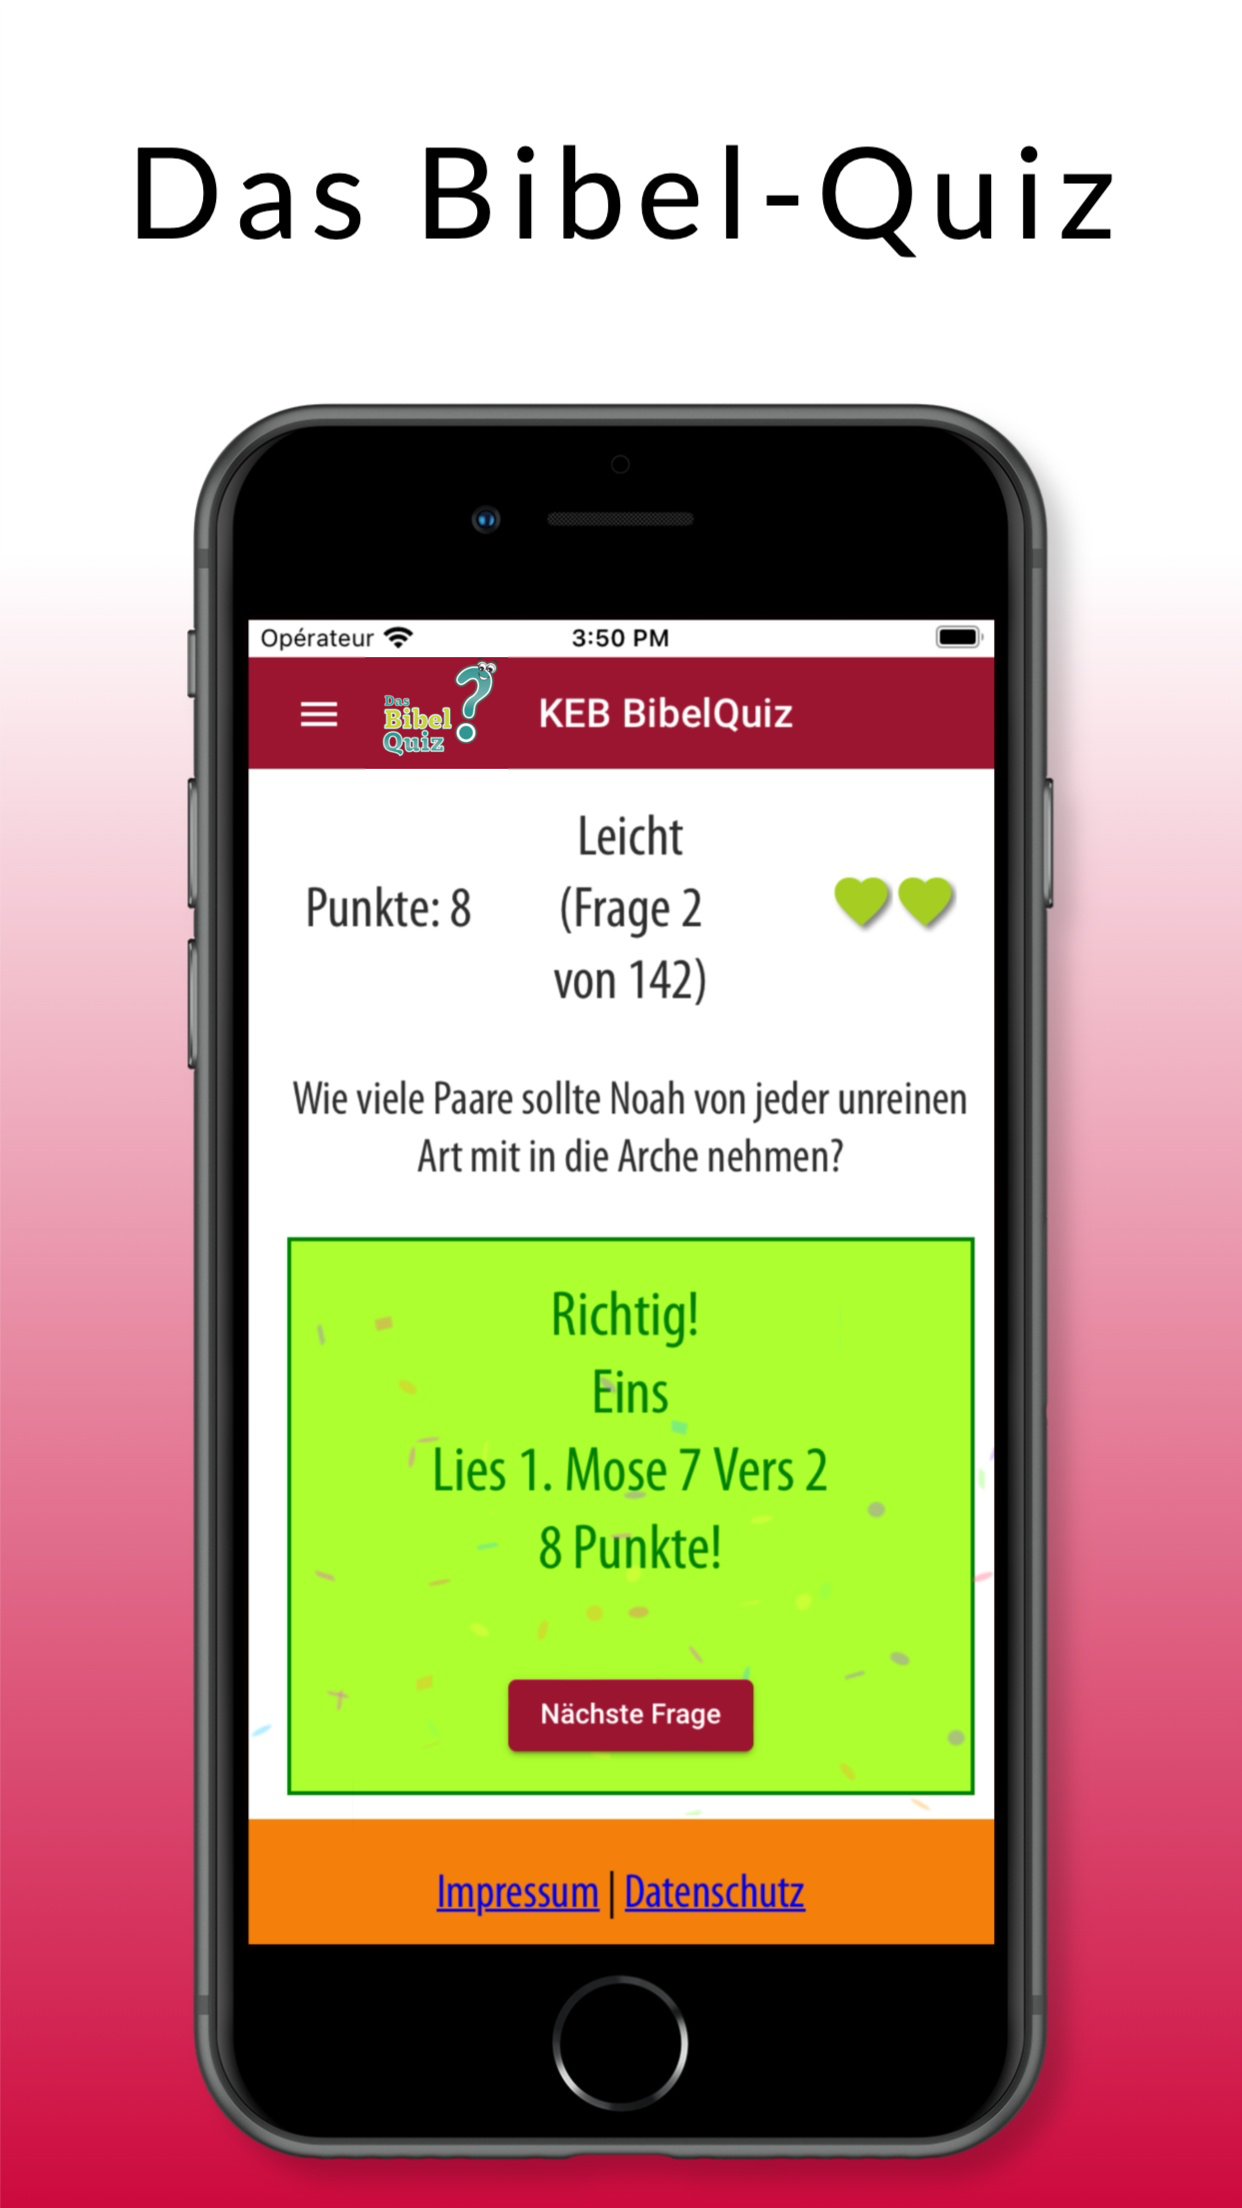 Das Bibel-Quiz
Opérateur
3:50 PM
Das
Bibel
Quiz
?
KEB BibelQuiz
Punkte: 8
Leicht
(Frage 2
von 142)
Wie viele Paare sollte Noah von jeder unreinen
Art mit in die Arche nehmen?
Richtig!
Eins
Lies 1. Mose 7 Vers 2
8 Punkte!
Nächste Frage
Impressum | Datenschutz